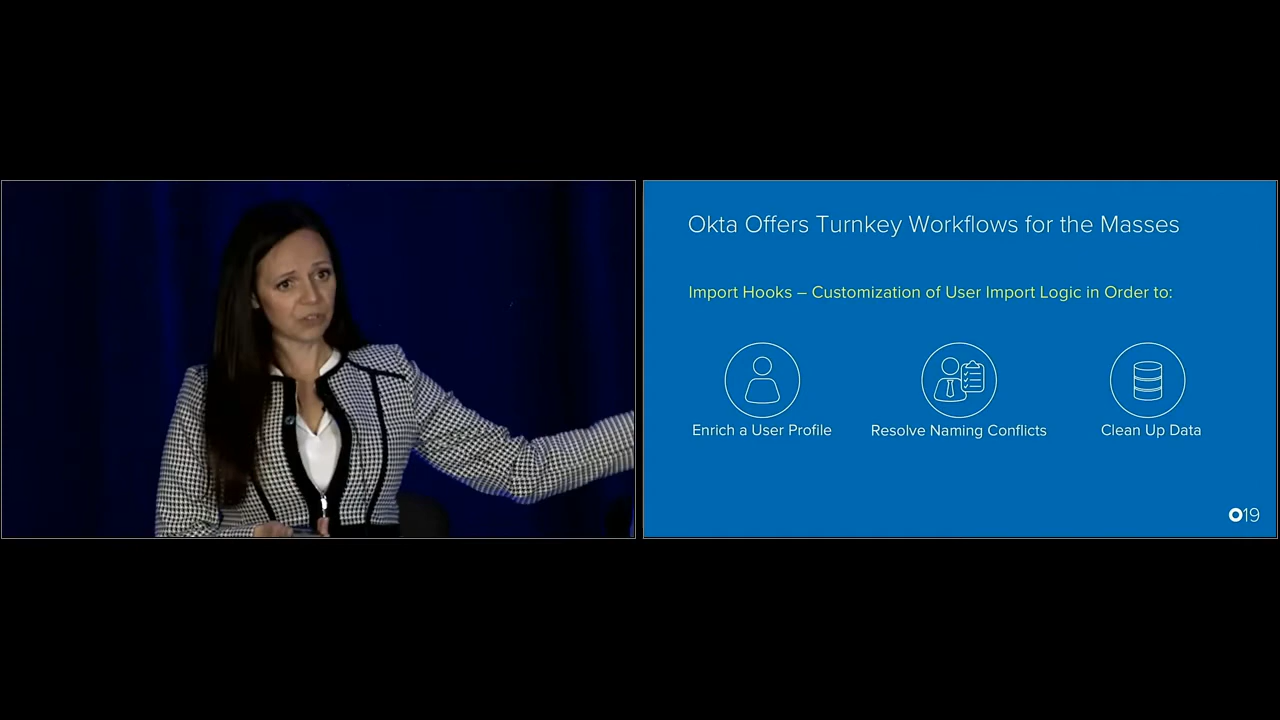 Okta Offers Turnkey Workflows for the Masses
Import Hooks – Customization of User Import Logic in Order to:
Enrich a User Profile
Resolve Naming Conflicts
Clean Up Data
O19